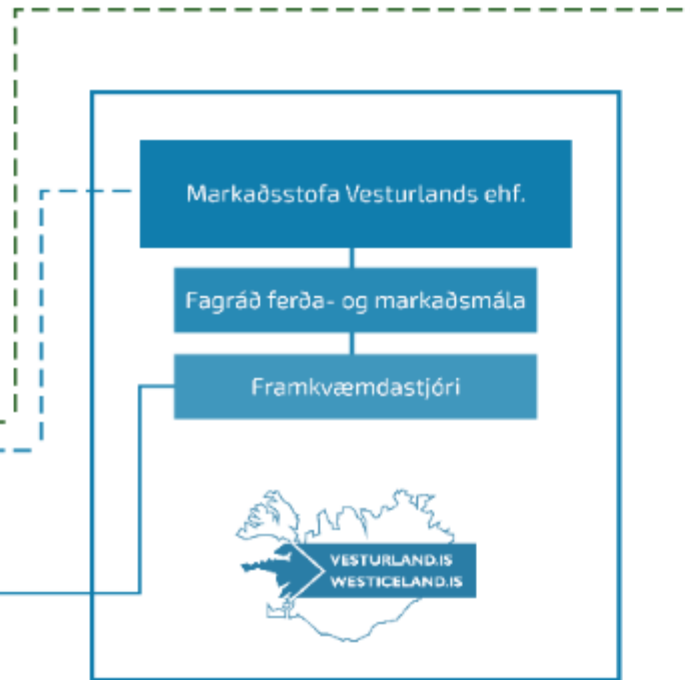 Markaðsstofa Vesturlands ehf.
Fagráð ferða- og markaðsmála
Framkvæmdastjóri
VESTURLAND.IS
WESTICELAND.IS